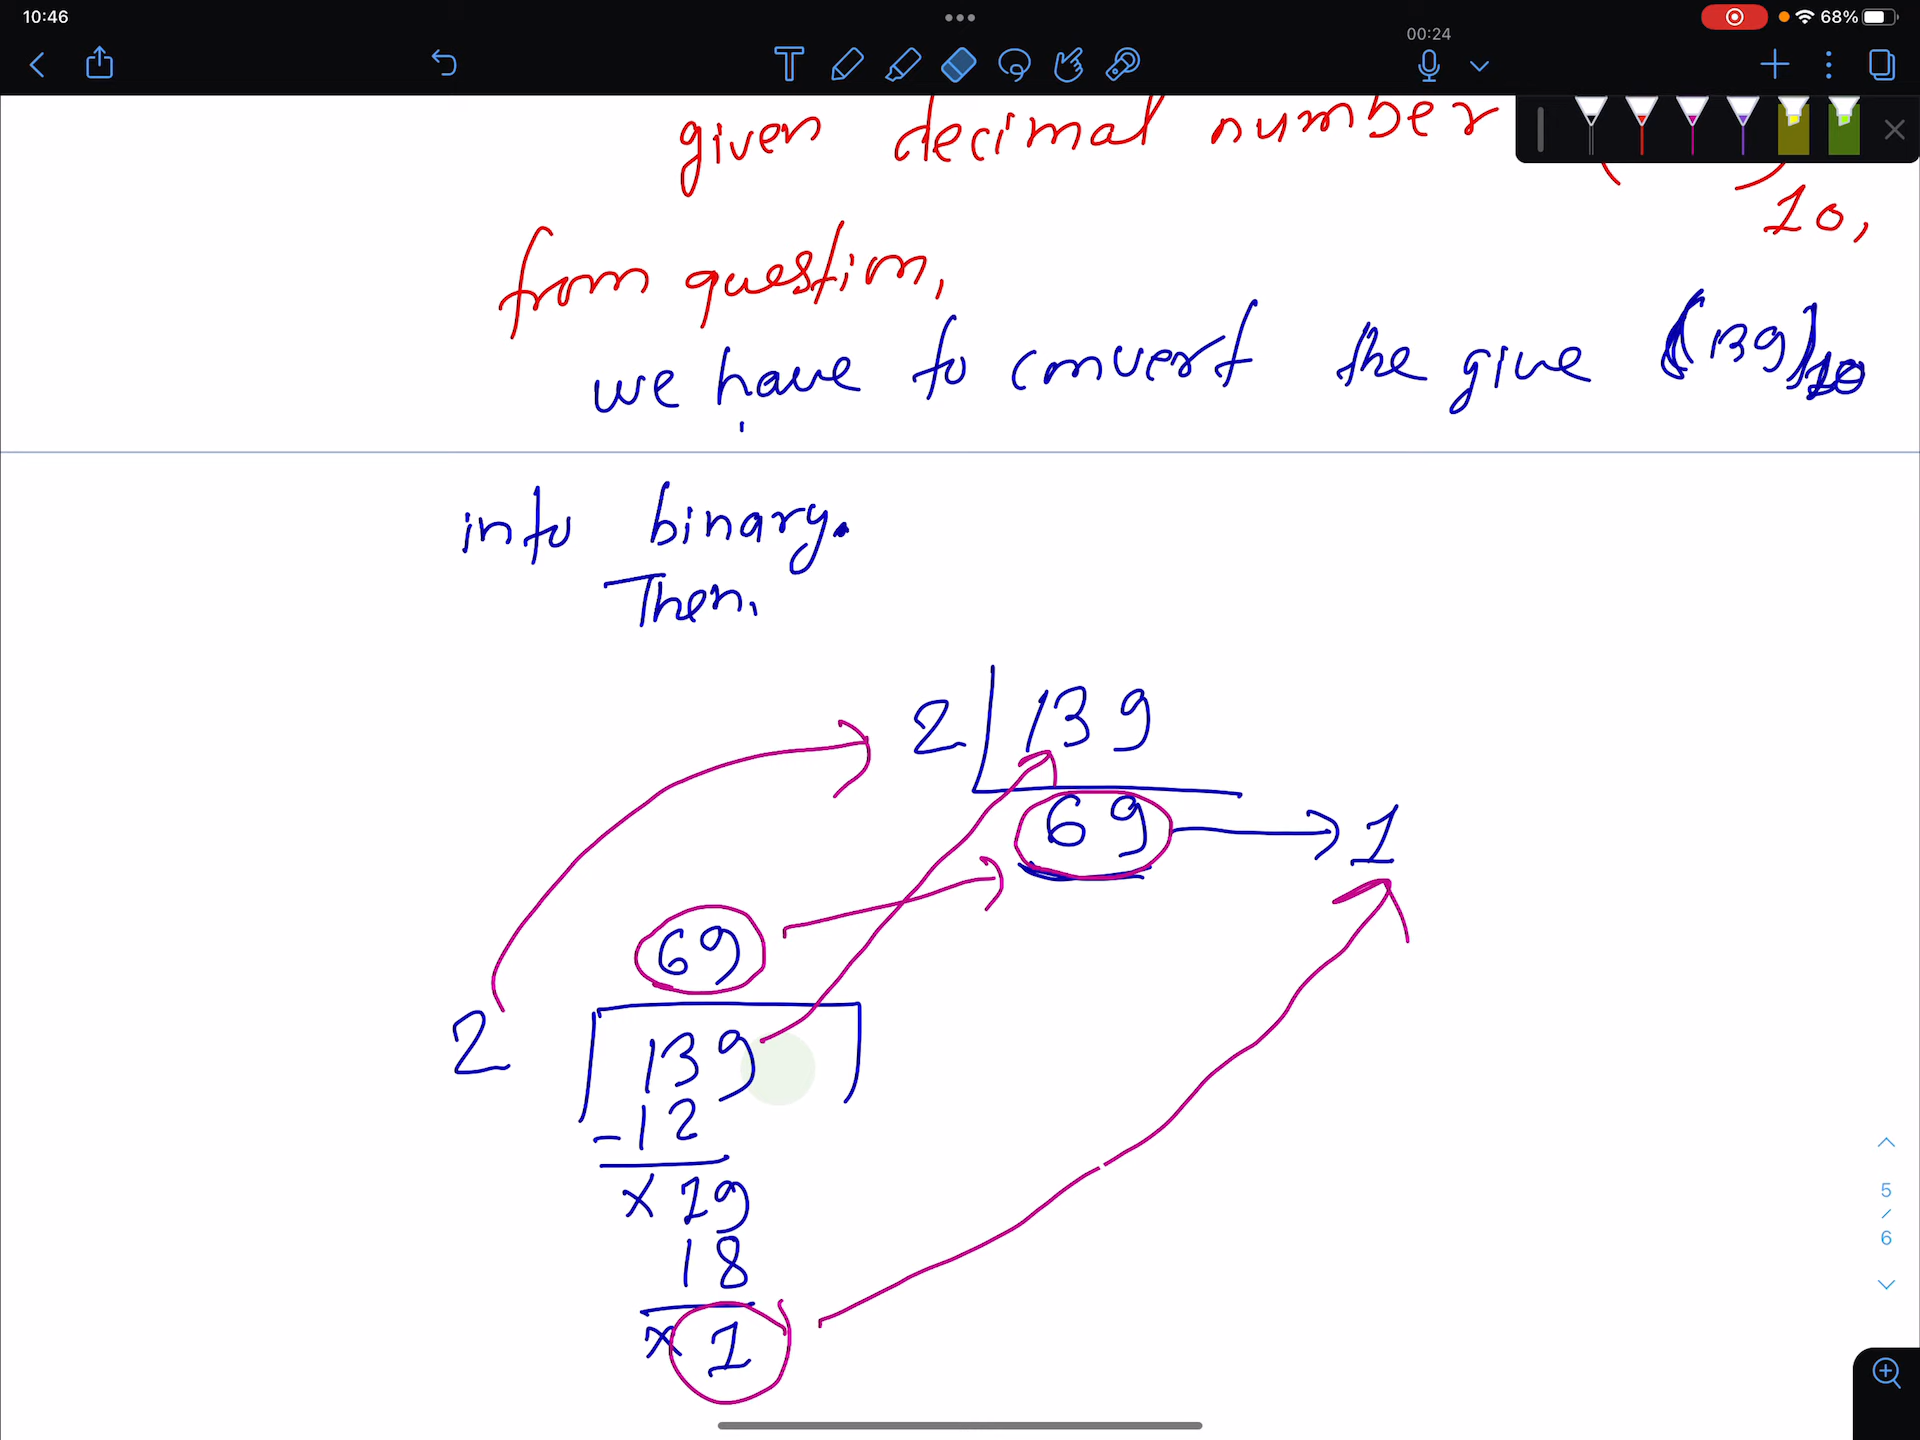 10:46
68%
00:24
given decimal number
10,
from question,
we have to convert the give (139)10
into binary.
Then,
2 139
69 → 1
69
2 139
-12
x 19
18
x 1
5
/
6